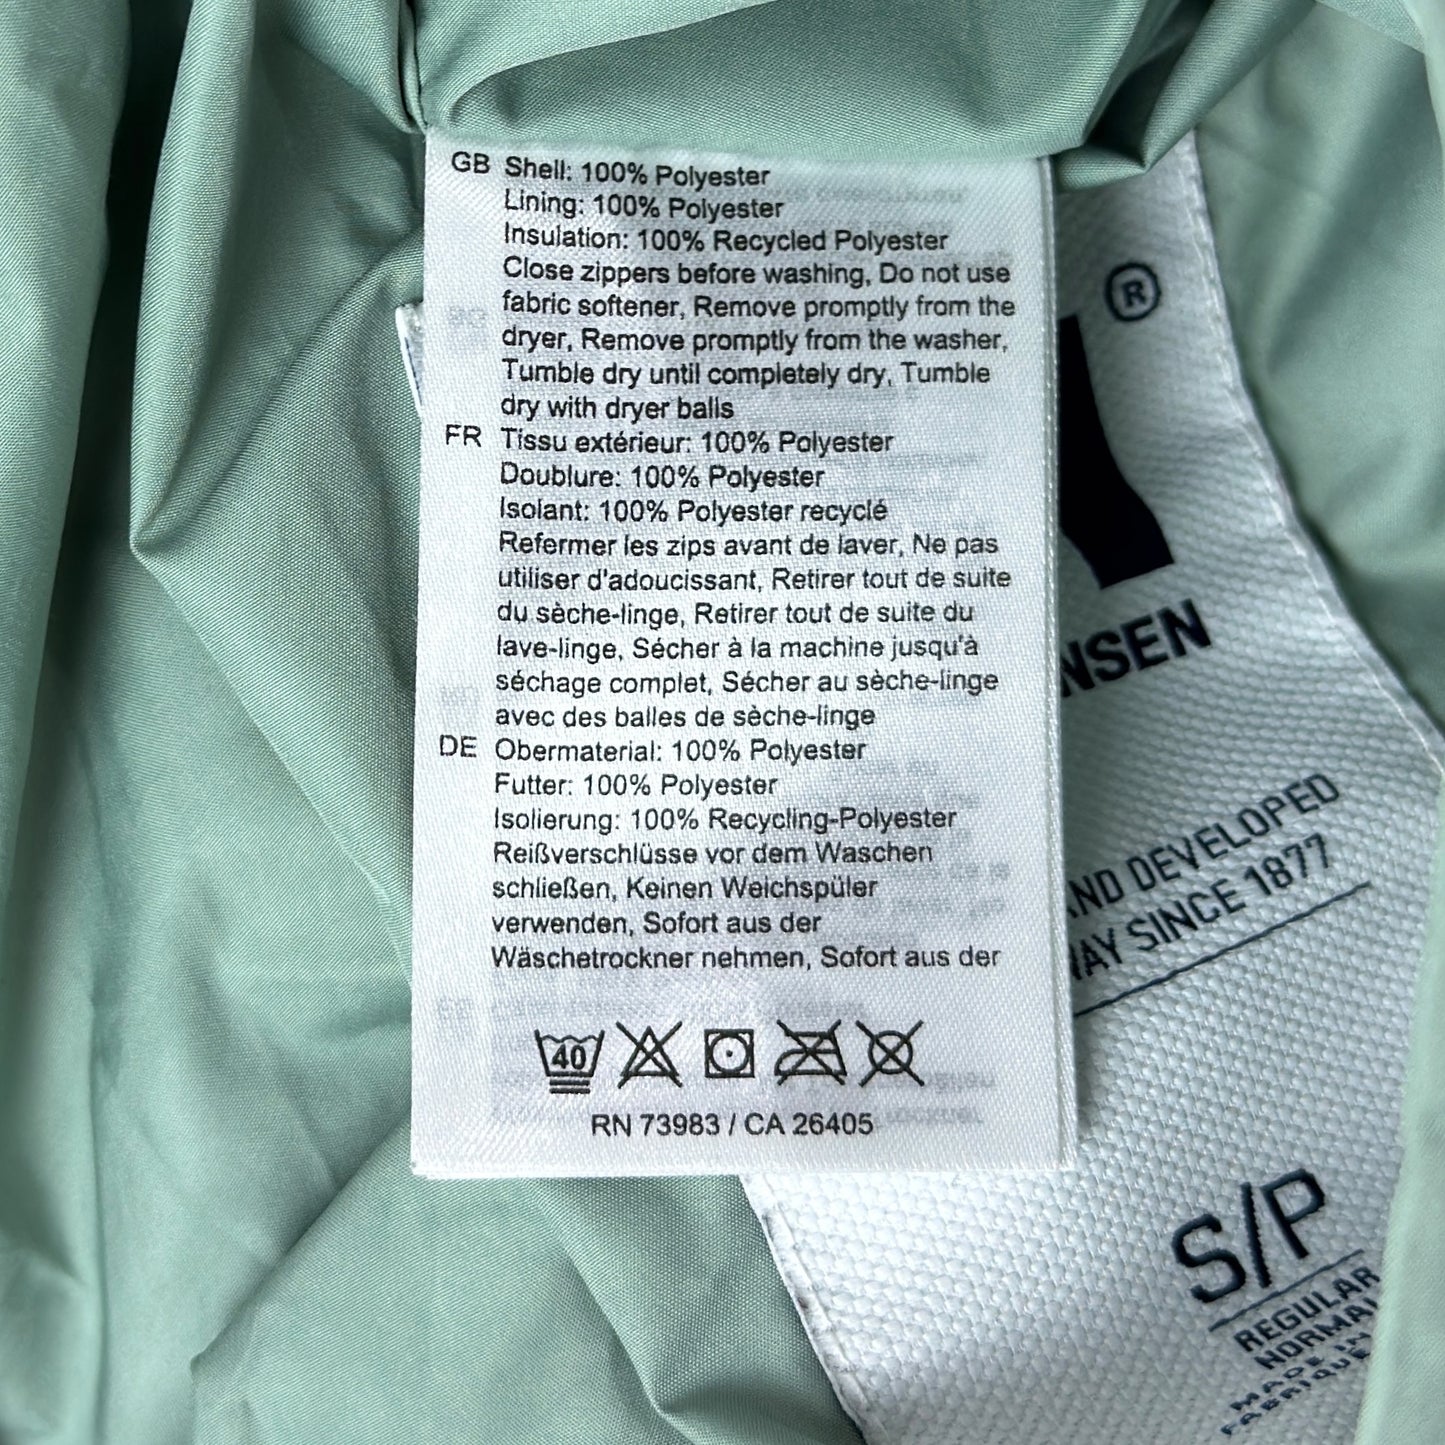 GB Shell: 100% Polyester
Lining: 100% Polyester
Insulation: 100% Recycled Polyester
Close zippers before washing, Do not use
fabric softener, Remove promptly from the
dryer, Remove promptly from the washer,
Tumble dry until completely dry, Tumble
dry with dryer balls
FR Tissu extérieur: 100% Polyester
Doublure: 100% Polyester
Isolant: 100% Polyester recyclé
Refermer les zips avant de laver, Ne pas
utiliser d'adoucissant, Retirer tout de suite
du sèche-linge, Retirer tout de suite du
lave-linge, Sécher à la machine jusqu'à
séchage complet, Sécher au sèche-linge
avec des balles de sèche-linge
DE Obermaterial: 100% Polyester
Futter: 100% Polyester
Isolierung: 100% Recycling-Polyester
Reißverschlüsse vor dem Waschen
schließen, Keinen Weichspüler
verwenden, Sofort aus der
Wäschetrockner nehmen, Sofort aus der
40
RN 73983 / CA 26405
®
NSEN
ND DEVELOPED
WAY SINCE 1877
S/P
REGULAR
NORMAL
MADE IN
FABRIQUÉ